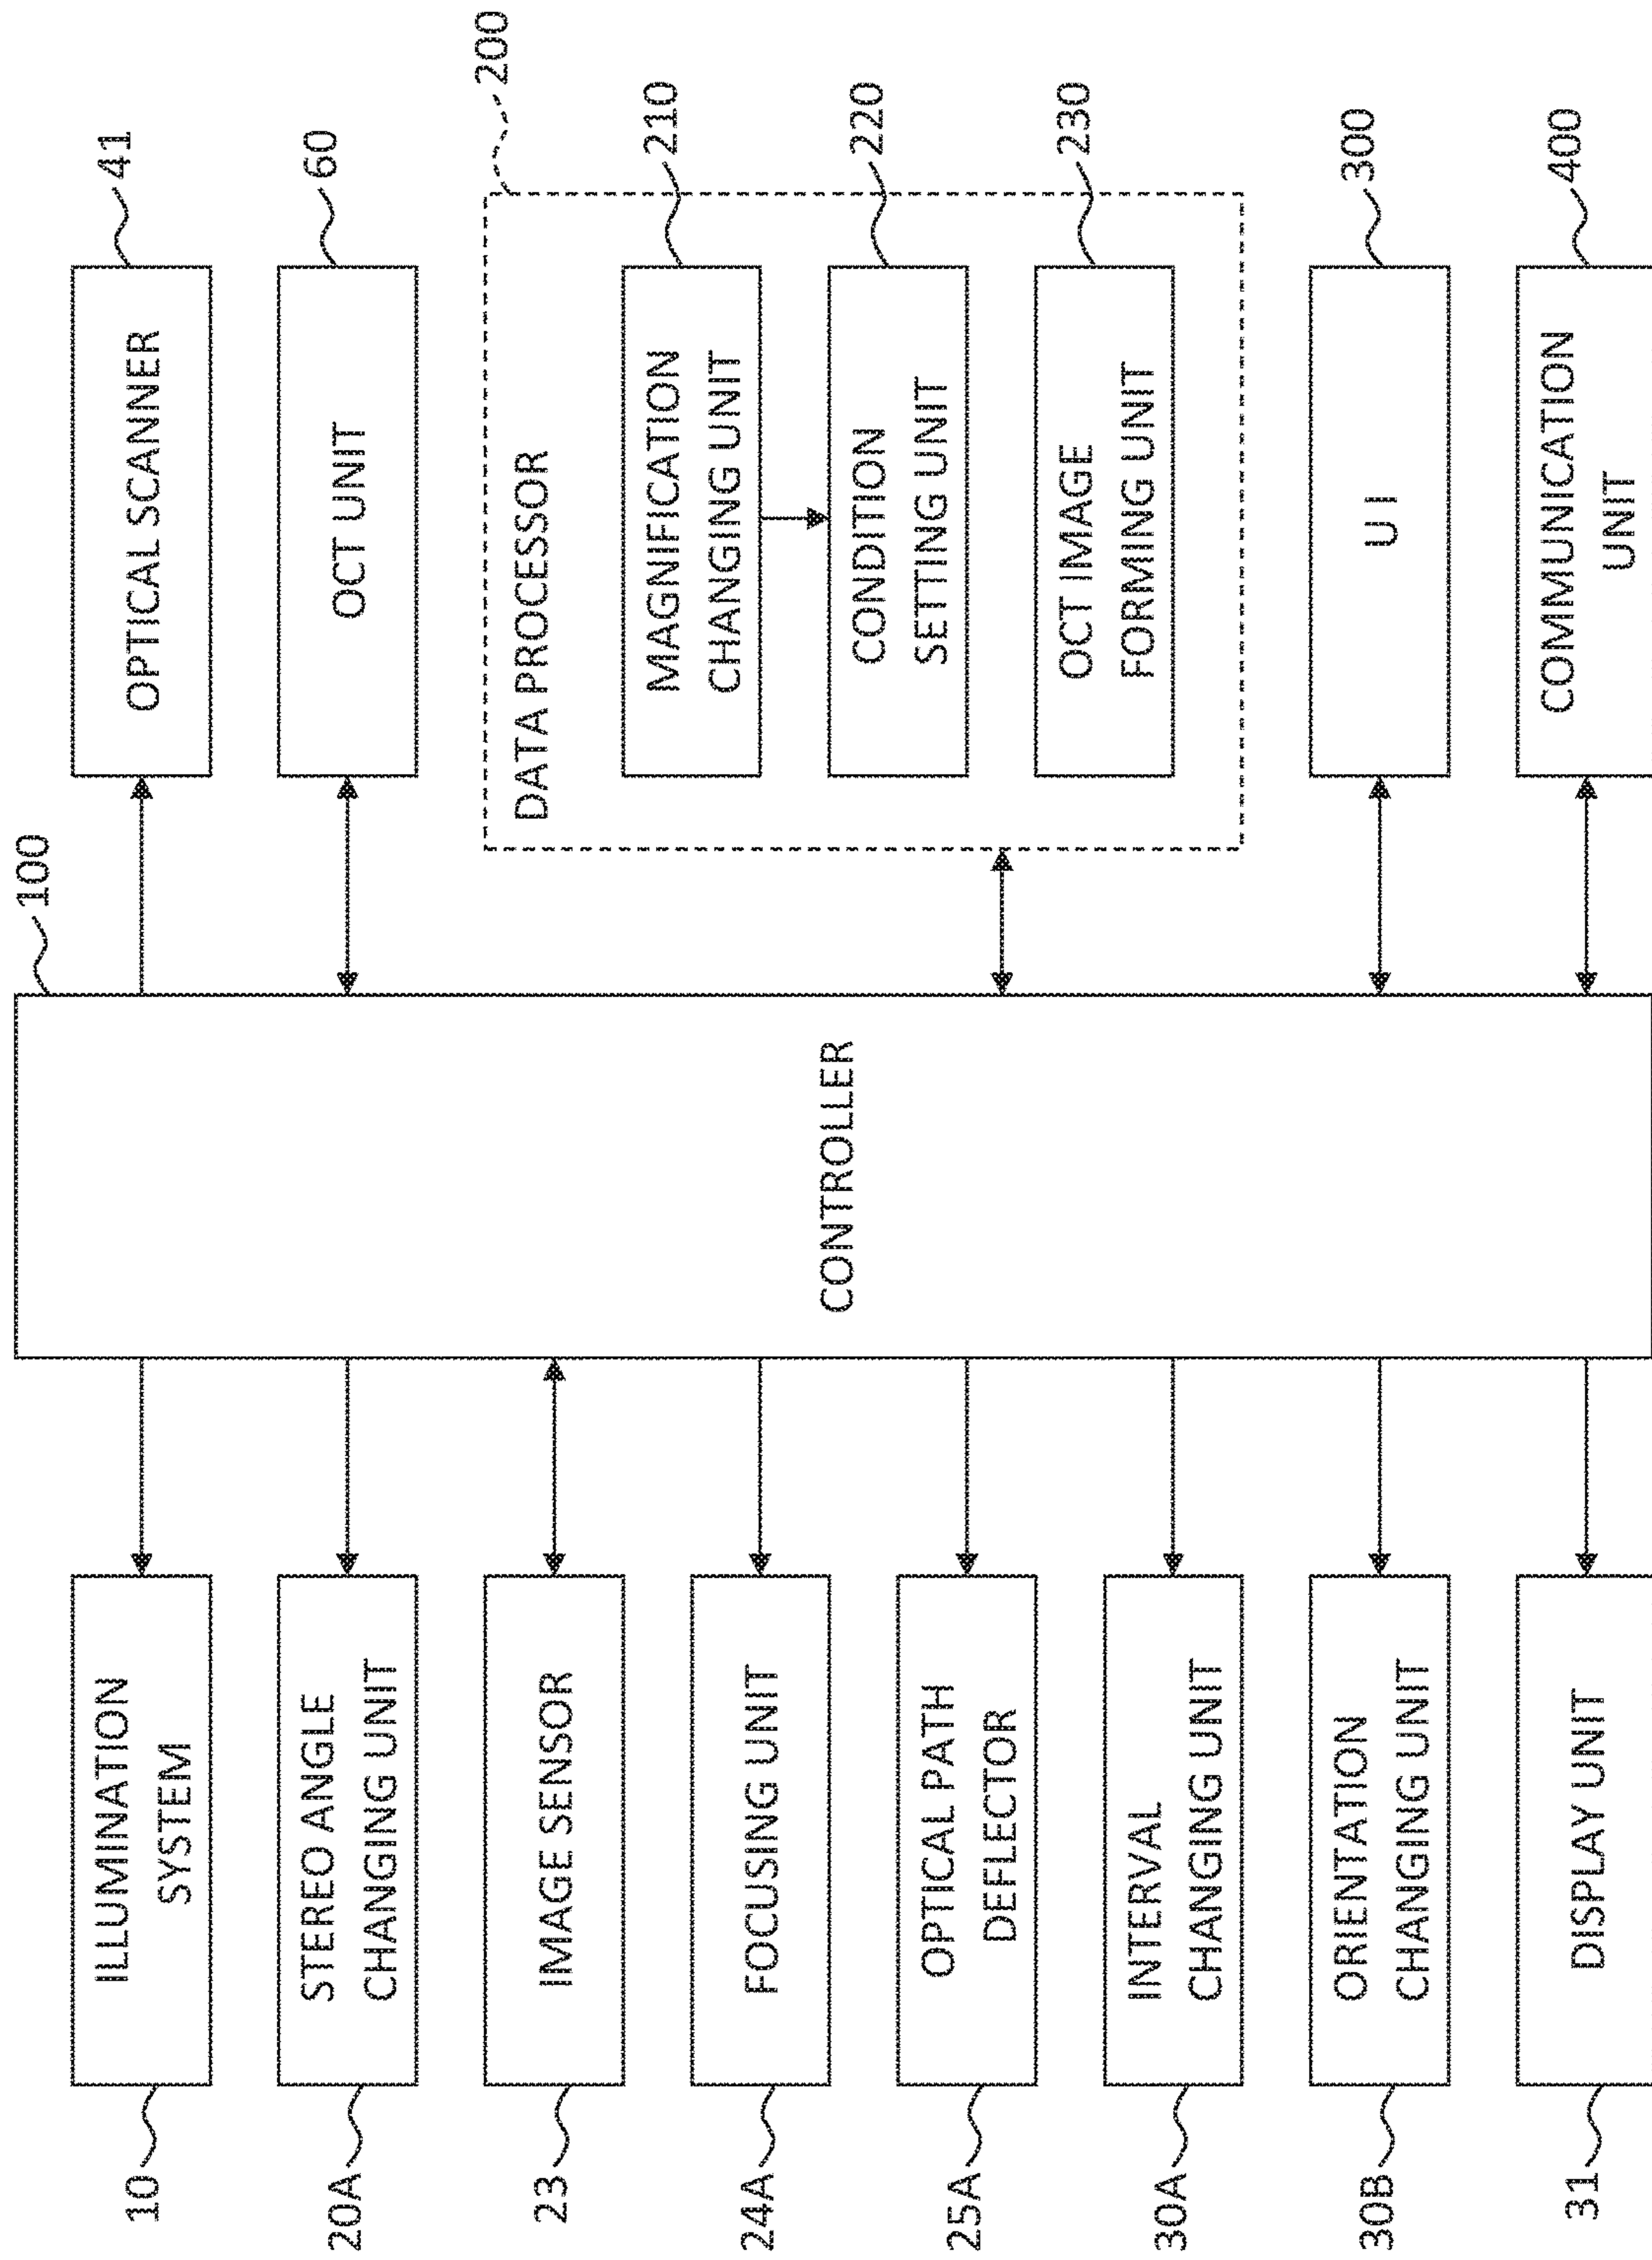 10
ILLUMINATION
SYSTEM
20A
STEREO ANGLE
CHANGING UNIT
23
IMAGE SENSOR
24A
FOCUSING UNIT
25A
OPTICAL PATH
DEFLECTOR
30A
INTERVAL
CHANGING UNIT
30B
ORIENTATION
CHANGING UNIT
31
DISPLAY UNIT
100
CONTROLLER
41
OPTICAL SCANNER
60
OCT UNIT
200
DATA PROCESSOR
210
MAGNIFICATION
CHANGING UNIT
220
CONDITION
SETTING UNIT
230
OCT IMAGE
FORMING UNIT
300
UI
400
COMMUNICATION
UNIT